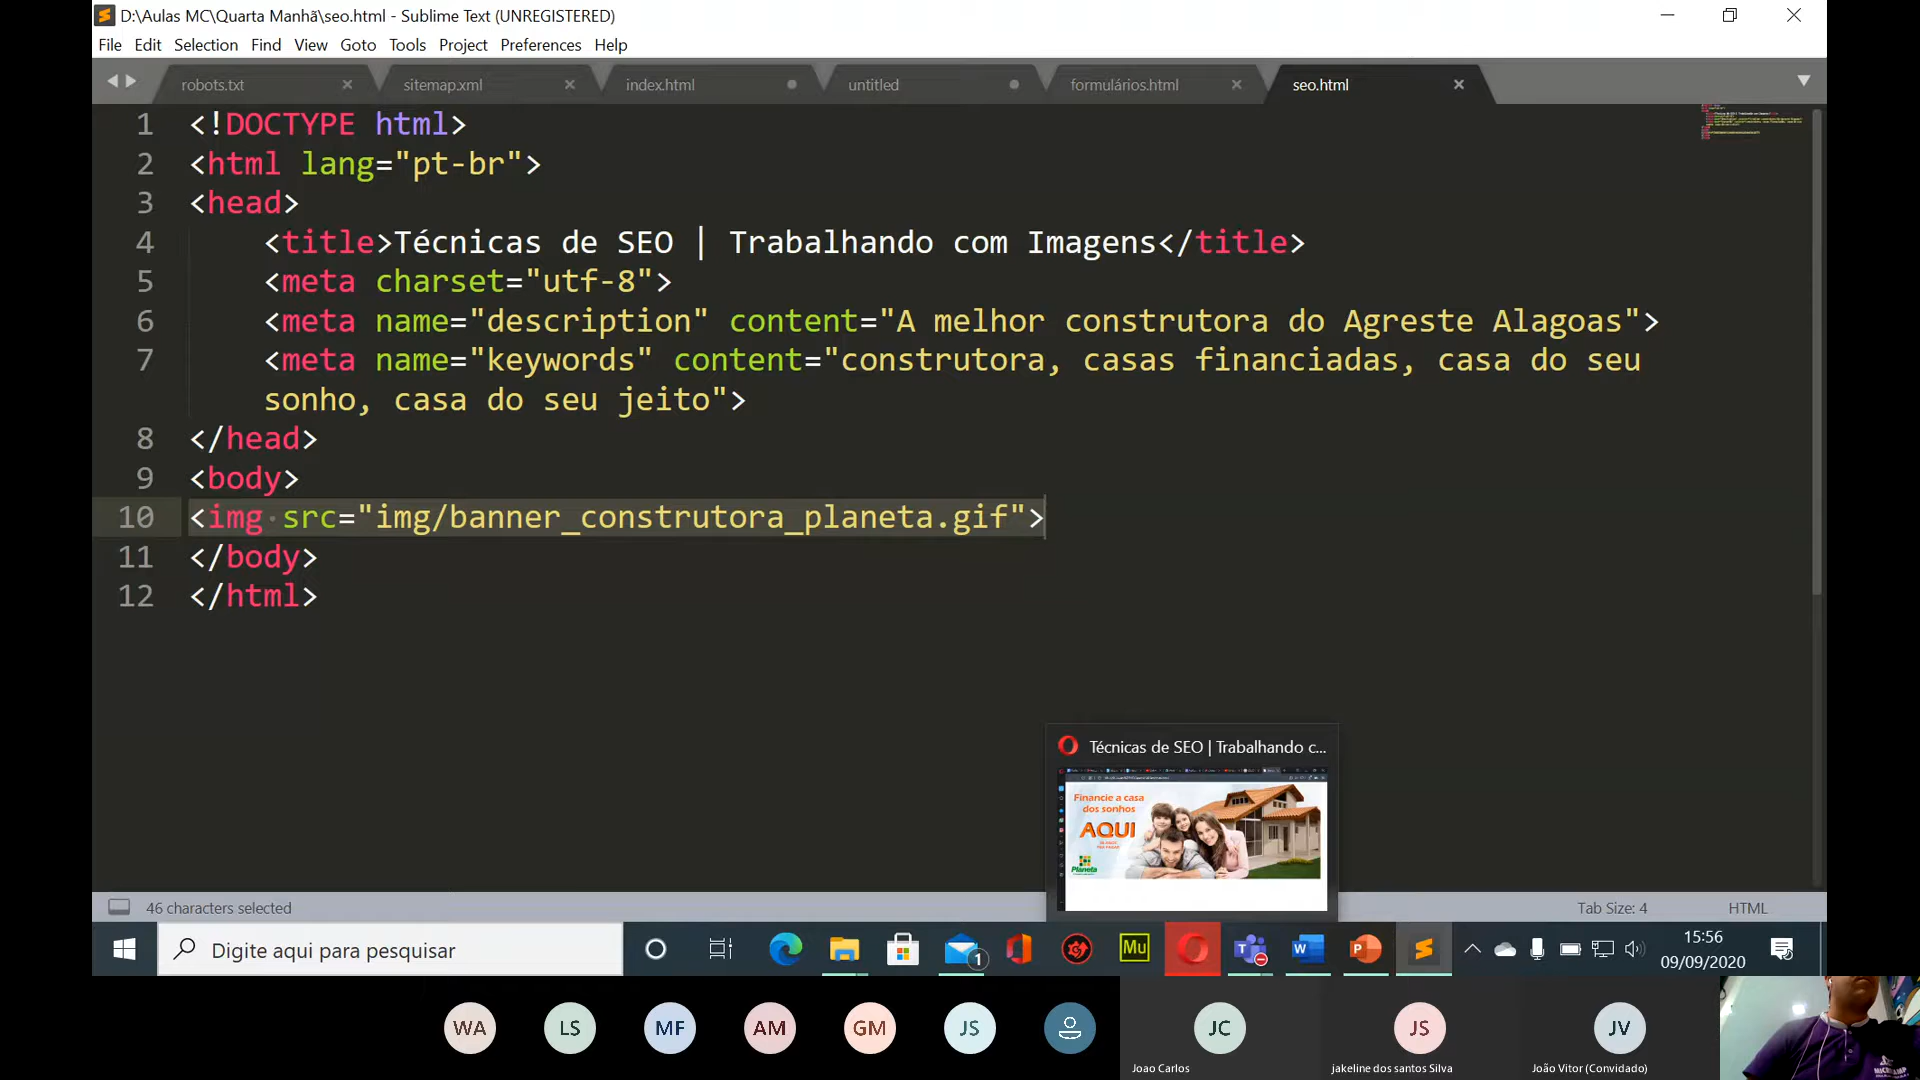 D:\Aulas MC\Quarta Manhã\seo.html - Sublime Text (UNREGISTERED)
File Edit Selection Find View Goto Tools Project Preferences Help
robots.txt sitemap.xml index.html untitled formulários.html seo.html
1 <!DOCTYPE html>
2 <html lang="pt-br">
3 <head>
4 <title>Técnicas de SEO | Trabalhando com Imagens</title>
5 <meta charset="utf-8">
6 <meta name="description" content="A melhor construtora do Agreste Alagoas">
7 <meta name="keywords" content="construtora, casas financiadas, casa do seu
sonho, casa do seu jeito">
8 </head>
9 <body>
10 <img src="img/banner_construtora_planeta.gif">
11 </body>
12 </html>
Técnicas de SEO | Trabalhando c...
Financie a casa
dos sonhos
AQUI
Planeta
46 characters selected Tab Size: 4 HTML
Digite aqui para pesquisar
1
Mu
15:56
09/09/2020
WA LS MF AM GM JS JC JS JV
Joao Carlos jakeline dos santos Silva João Vitor (Convidado)